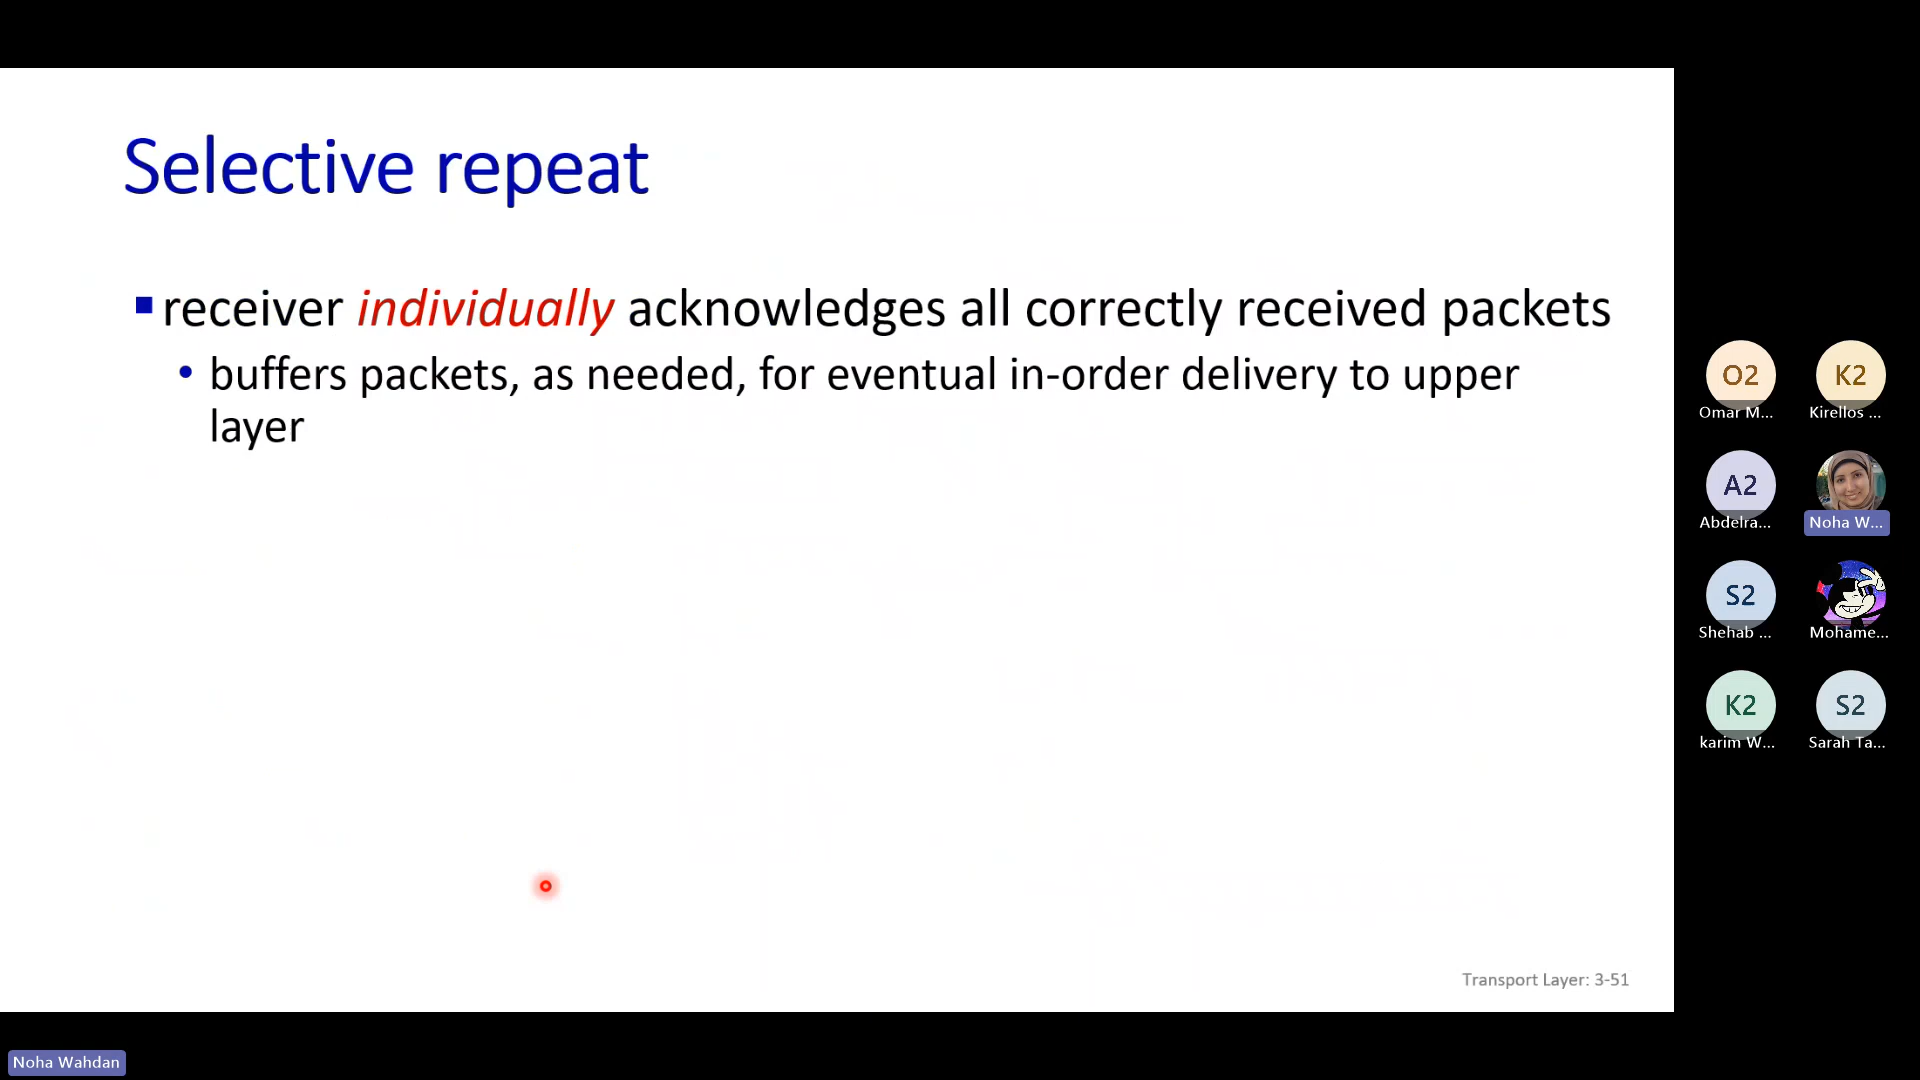 Selective repeat
receiver individually acknowledges all correctly received packets
buffers packets, as needed, for eventual in-order delivery to upper
layer
Transport Layer: 3-51
O2
K2
Omar M...
Kirellos ...
A2
Abdelra...
Noha W...
S2
Shehab ...
Mohame...
K2
S2
karim W...
Sarah Ta...
Noha Wahdan